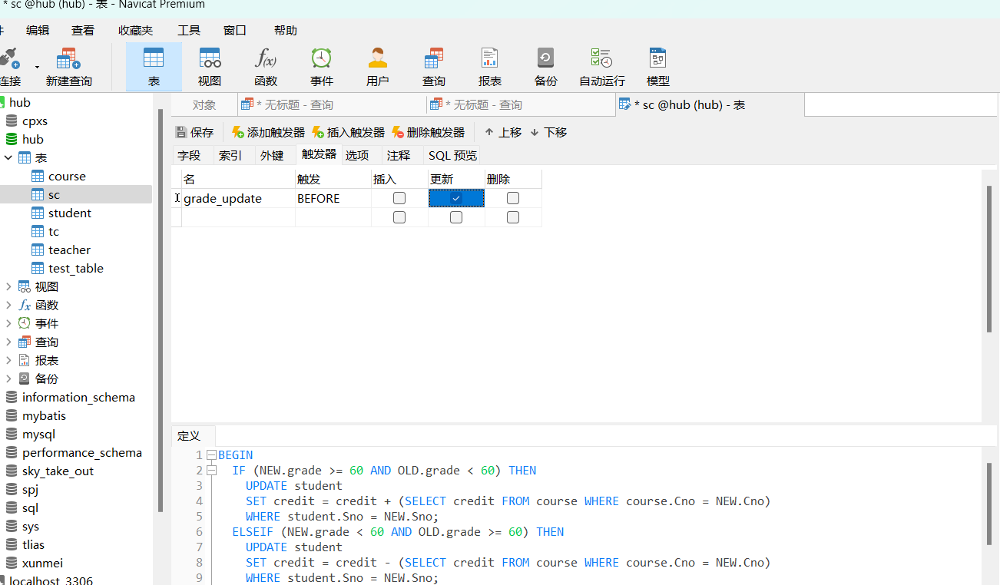 * sc @hub (hub) - 表 - Navicat Premium
编辑 查看 收藏夹 工具 窗口 帮助
连接 新建查询 表 视图 函数 事件 用户 查询 报表 备份 自动运行 模型
对象 * 无标题 - 查询 * 无标题 - 查询 * sc @hub (hub) - 表
保存 添加触发器 插入触发器 删除触发器 ↑ 上移 ↓ 下移
字段 索引 外键 触发器 选项 注释 SQL 预览
名 触发 插入 更新 删除
grade_update BEFORE
hub
cpxs
hub
表
course
sc
student
tc
teacher
test_table
视图
函数
事件
查询
报表
备份
information_schema
mybatis
mysql
performance_schema
sky_take_out
spj
sql
sys
tlias
xunmei
localhost_3306
定义
1 BEGIN
2 IF (NEW.grade >= 60 AND OLD.grade < 60) THEN
3 UPDATE student
4 SET credit = credit + (SELECT credit FROM course WHERE course.Cno = NEW.Cno)
5 WHERE student.Sno = NEW.Sno;
6 ELSEIF (NEW.grade < 60 AND OLD.grade >= 60) THEN
7 UPDATE student
8 SET credit = credit - (SELECT credit FROM course WHERE course.Cno = NEW.Cno)
9 WHERE student.Sno = NEW.Sno;